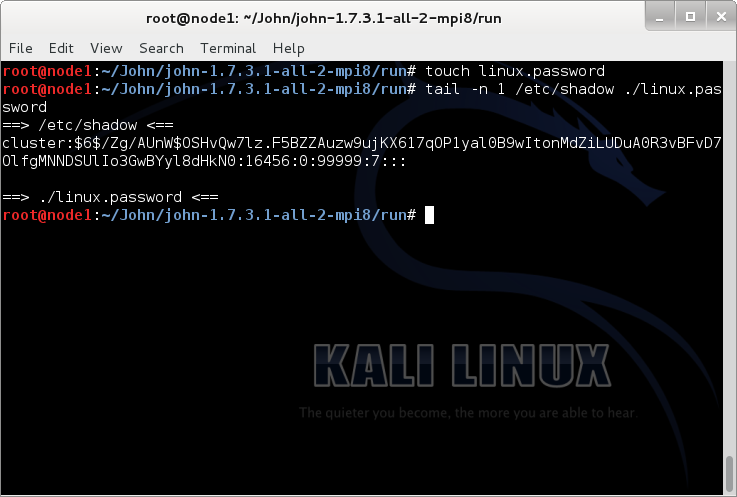 root@node1: ~/John/john-1.7.3.1-all-2-mpi8/run
File Edit View Search Terminal Help
root@node1:~/John/john-1.7.3.1-all-2-mpi8/run# touch linux.password
root@node1:~/John/john-1.7.3.1-all-2-mpi8/run# tail -n 1 /etc/shadow ./linux.pas
sword
==> /etc/shadow <==
cluster:$6$/Zg/AUnW$OSHvQw7lz.F5BZZAuzw9ujKX617qOP1yal0B9wItonMdZiLUDuA0R3vBFvD7
OlfgMNNDSUlIo3GwBYyl8dHkN0:16456:0:99999:7:::
==> ./linux.password <==
root@node1:~/John/john-1.7.3.1-all-2-mpi8/run#
KALI LINUX
The quieter you become, the more you are able to hear.